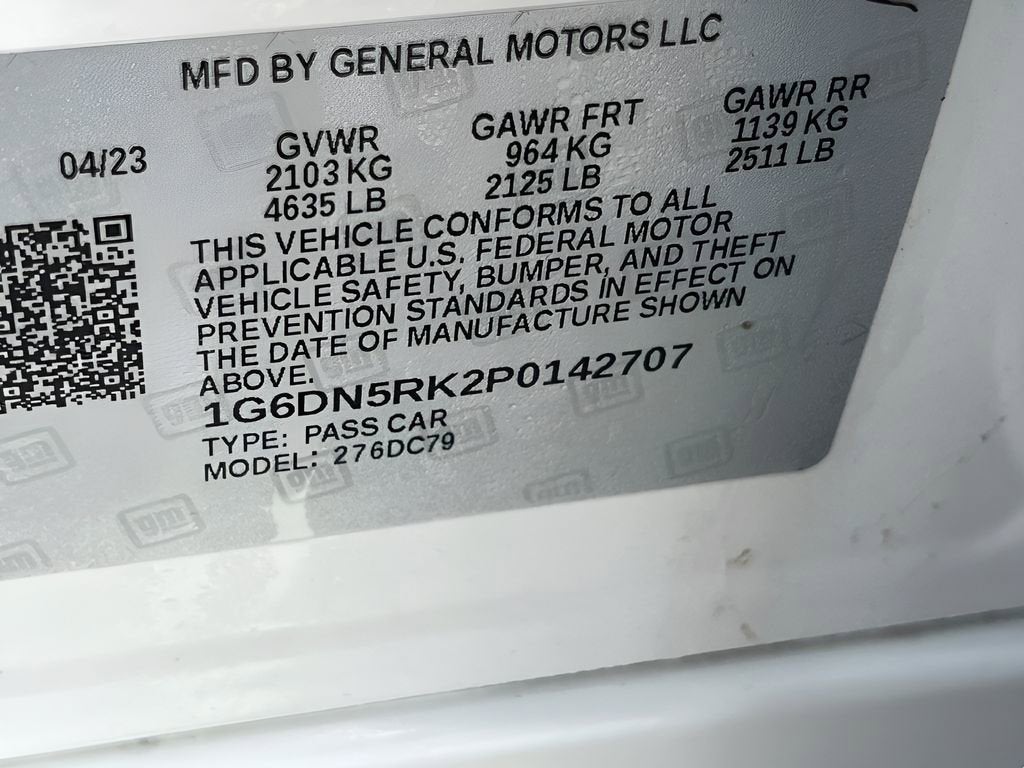 MFD BY GENERAL MOTORS LLC
04/23
GVWR
2103 KG
4635 LB
GAWR FRT
964 KG
2125 LB
GAWR RR
1139 KG
2511 LB
THIS VEHICLE CONFORMS TO ALL
APPLICABLE U.S. FEDERAL MOTOR
VEHICLE SAFETY, BUMPER, AND THEFT
PREVENTION STANDARDS IN EFFECT ON
THE DATE OF MANUFACTURE SHOWN
ABOVE.
1G6DN5RK2P0142707
TYPE: PASS CAR
MODEL: 276DC79
gm